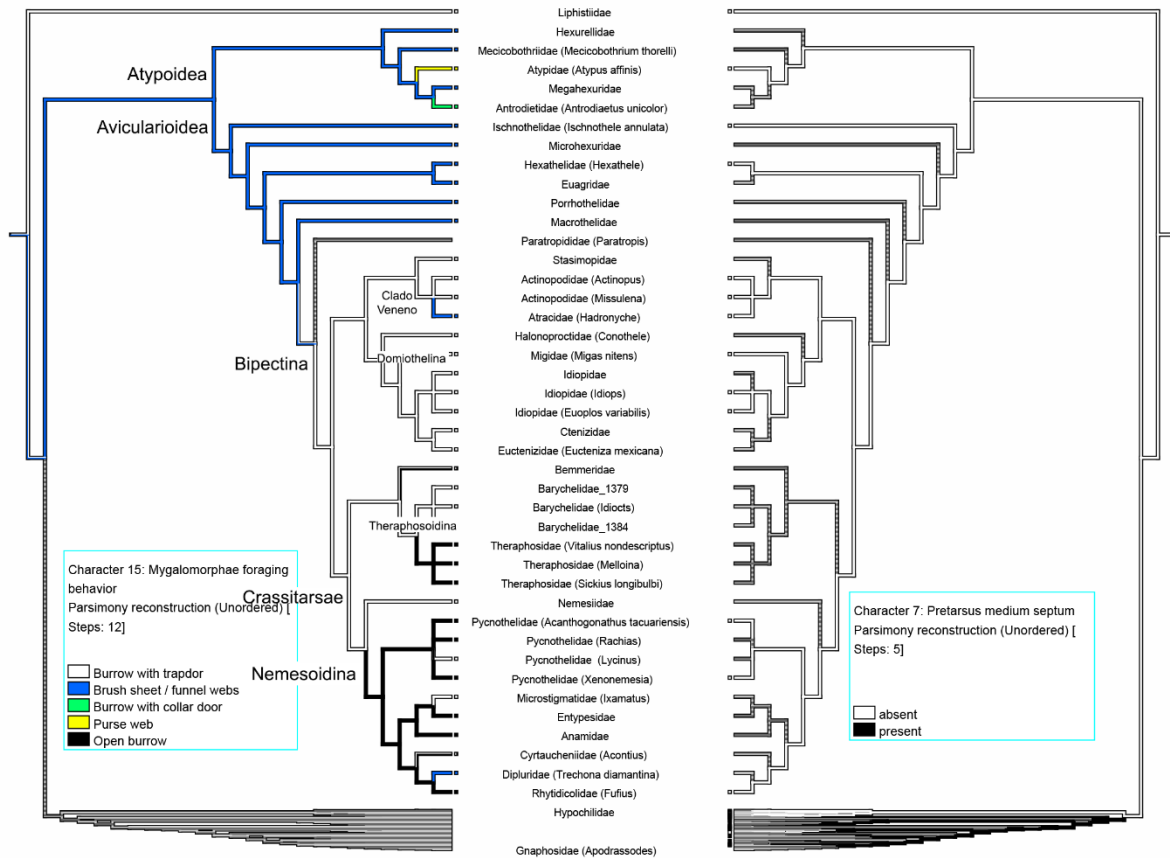 Liphistiidae
Hexurellidae
Mecicobothriidae (Mecicobothrium thorelli)
Atypoidea
Atypidae (Atypus affinis)
Megahexuridae
Antrodietidae (Antrodiaetus unicolor)
Avicularioidea
Ischnothelidae (Ischnothele annulata)
Microhexuridae
Hexathelidae (Hexathele)
Euagridae
Porrhothelidae
Macrothelidae
Paratropididae (Paratropis)
Stasimopidae
Actinopodidae (Actinopus)
Clado
Veneno
Actinopodidae (Missulena)
Atracidae (Hadronyche)
Halonoproctidae (Conothele)
Bipectina
Domiothelina
Migidae (Migas nitens)
Idiopidae
Idiopidae (Idiops)
Idiopidae (Euoplos variabilis)
Ctenizidae
Euctenizidae (Eucteniza mexicana)
Bemmeridae
Barychelidae_1379
Barychelidae (Idiocts)
Theraphosoidina
Barychelidae_1384
Theraphosidae (Vitalius nondescriptus)
Theraphosidae (Melloina)
Theraphosidae (Sickius longibulbi)
Crassitarsae
Nemesiidae
Pycnothelidae (Acanthogonathus tacuariensis)
Pycnothelidae (Rachias)
Pycnothelidae (Lycinus)
Nemesoidina
Pycnothelidae (Xenonemesia)
Microstigmatidae (Ixamatus)
Entypesidae
Anamidae
Cyrtaucheniidae (Acontius)
Dipluridae (Trechona diamantina)
Rhytidicolidae (Fufius)
Hypochilidae
Gnaphosidae (Apodrassodes)
Character 15: Mygalomorphae foraging
behavior
Parsimony reconstruction (Unordered) [
Steps: 12]
Burrow with trapdor
Brush sheet / funnel webs
Burrow with collar door
Purse web
Open burrow
Character 7: Pretarsus medium septum
Parsimony reconstruction (Unordered) [
Steps: 5]
absent
present